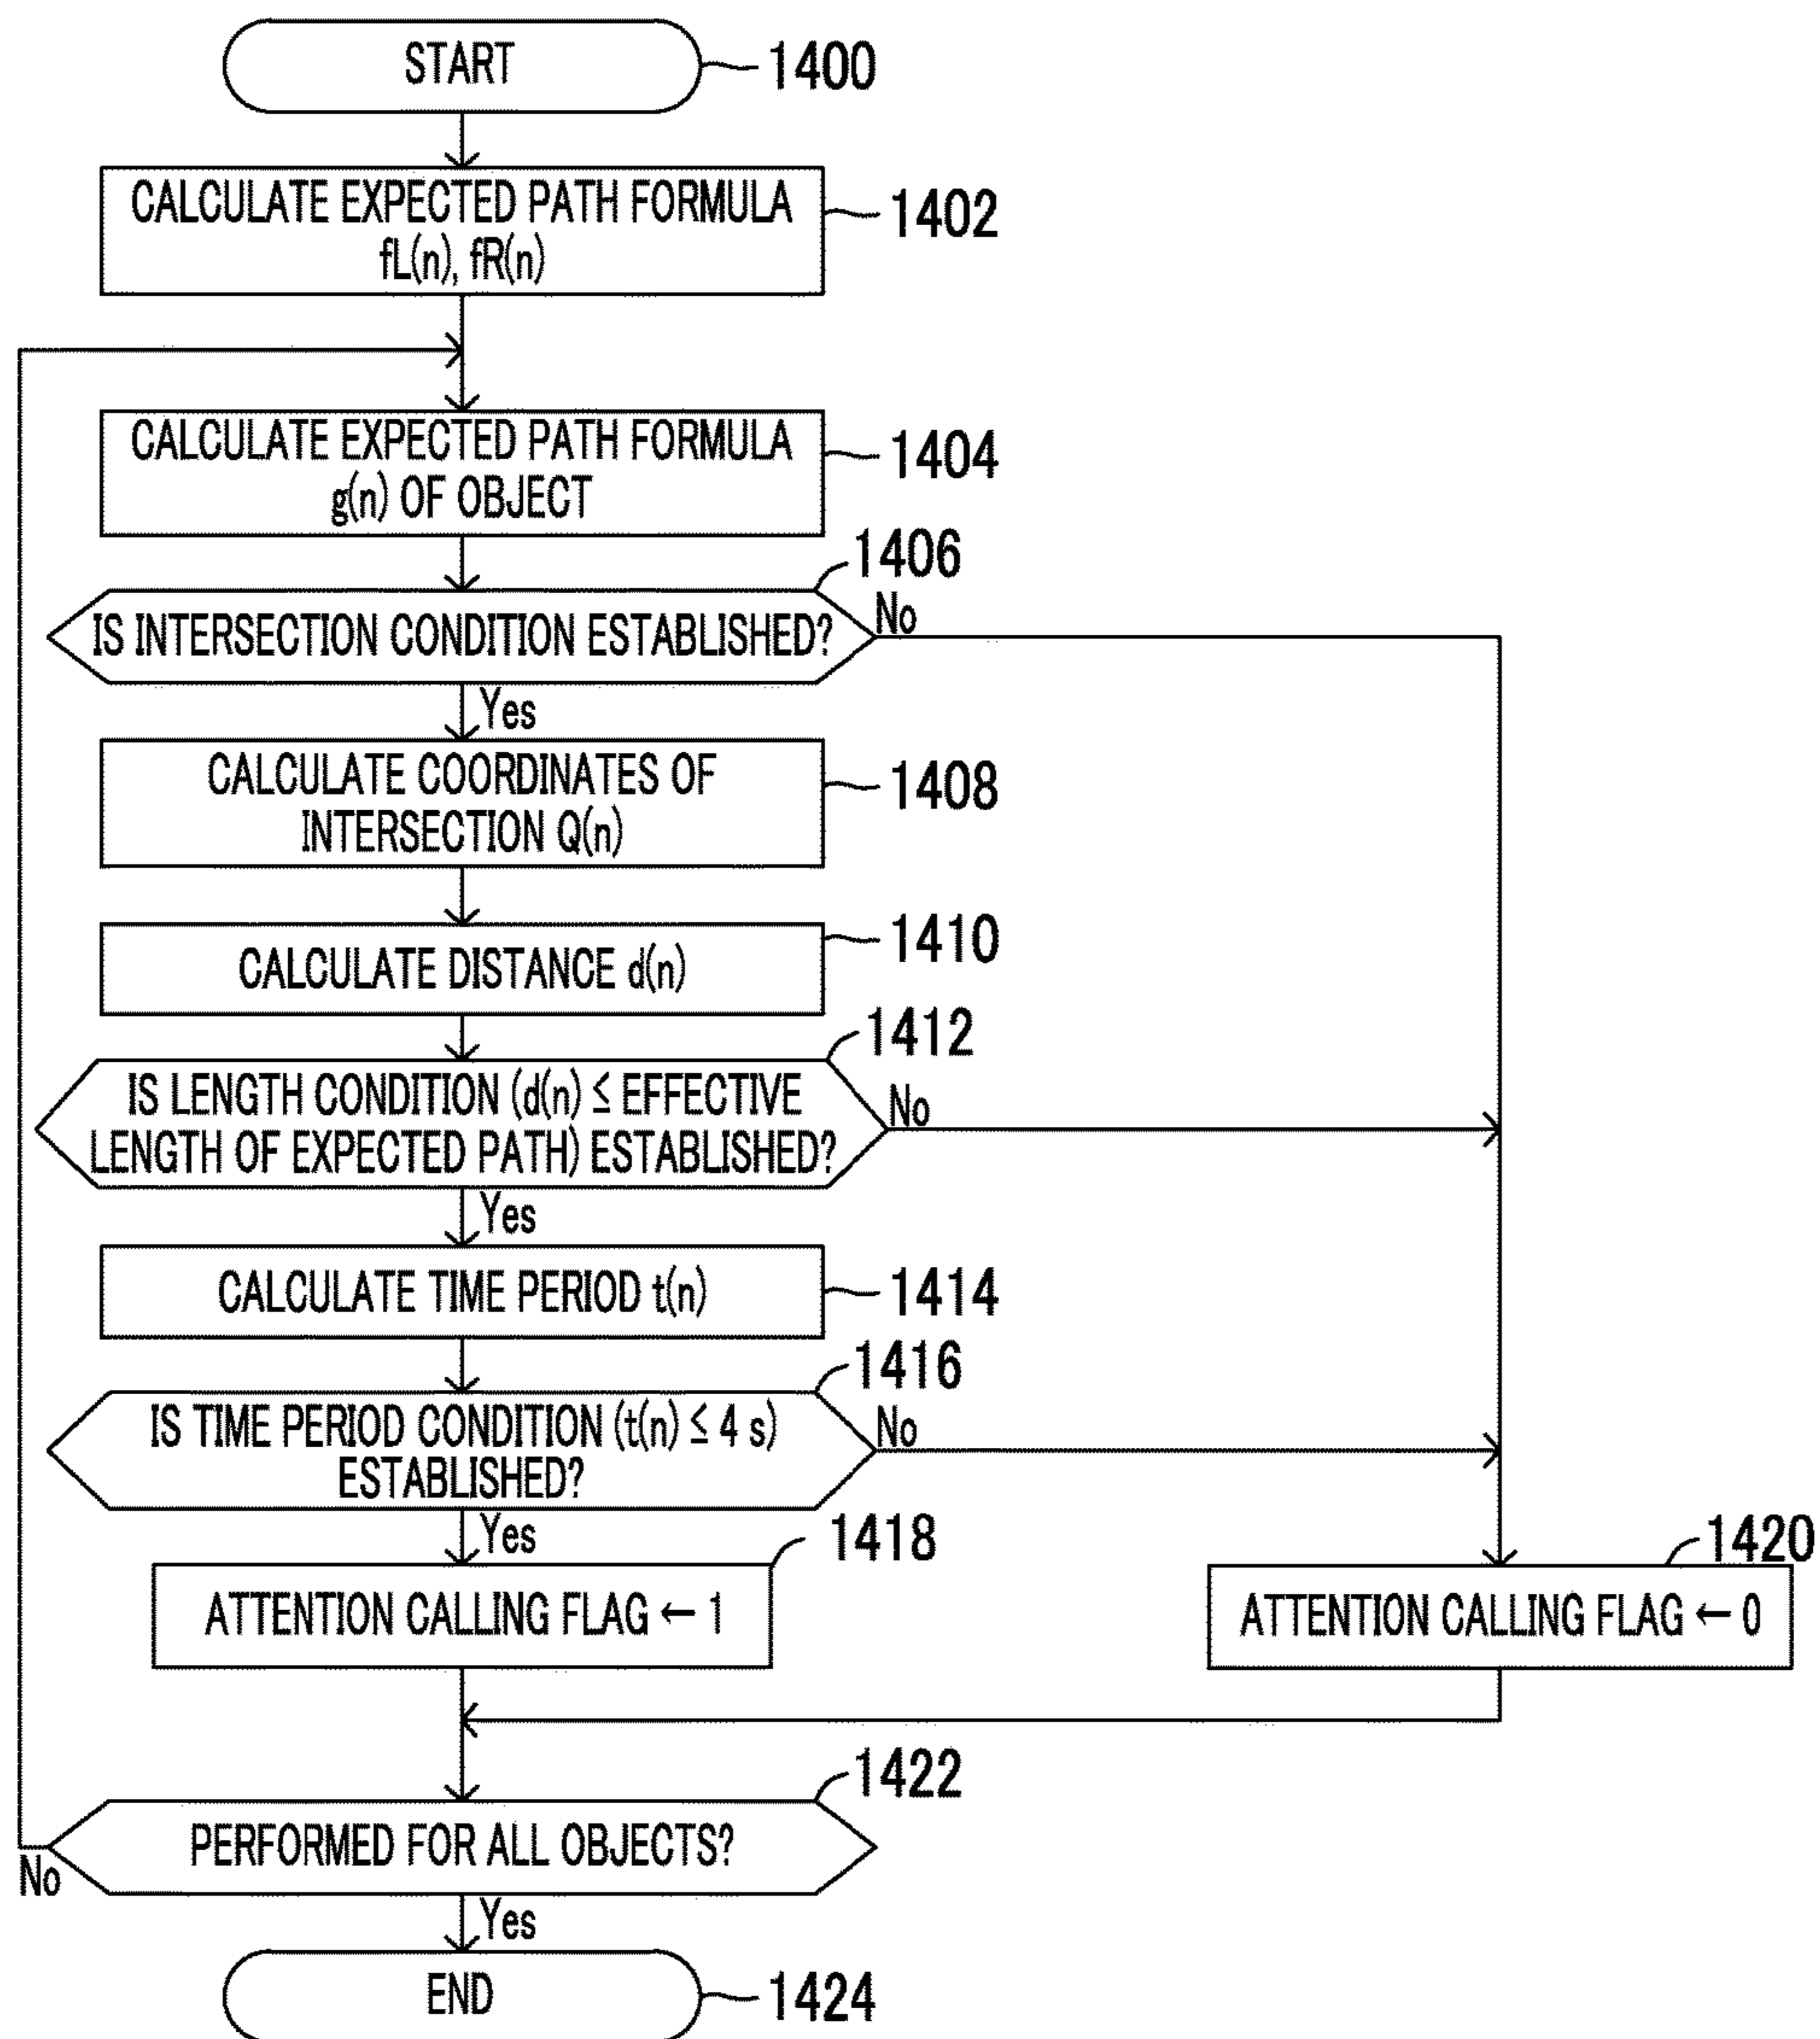 START
1400
CALCULATE EXPECTED PATH FORMULA
fL(n), fR(n)
1402
CALCULATE EXPECTED PATH FORMULA
g(n) OF OBJECT
1404
1406
IS INTERSECTION CONDITION ESTABLISHED?
No
Yes
CALCULATE COORDINATES OF
INTERSECTION Q(n)
1408
CALCULATE DISTANCE d(n)
1410
1412
IS LENGTH CONDITION (d(n) ≤ EFFECTIVE
LENGTH OF EXPECTED PATH) ESTABLISHED?
No
Yes
CALCULATE TIME PERIOD t(n)
1414
1416
IS TIME PERIOD CONDITION (t(n) ≤ 4 s)
ESTABLISHED?
No
Yes
1418
ATTENTION CALLING FLAG ← 1
1420
ATTENTION CALLING FLAG ← 0
1422
PERFORMED FOR ALL OBJECTS?
No
Yes
END
1424